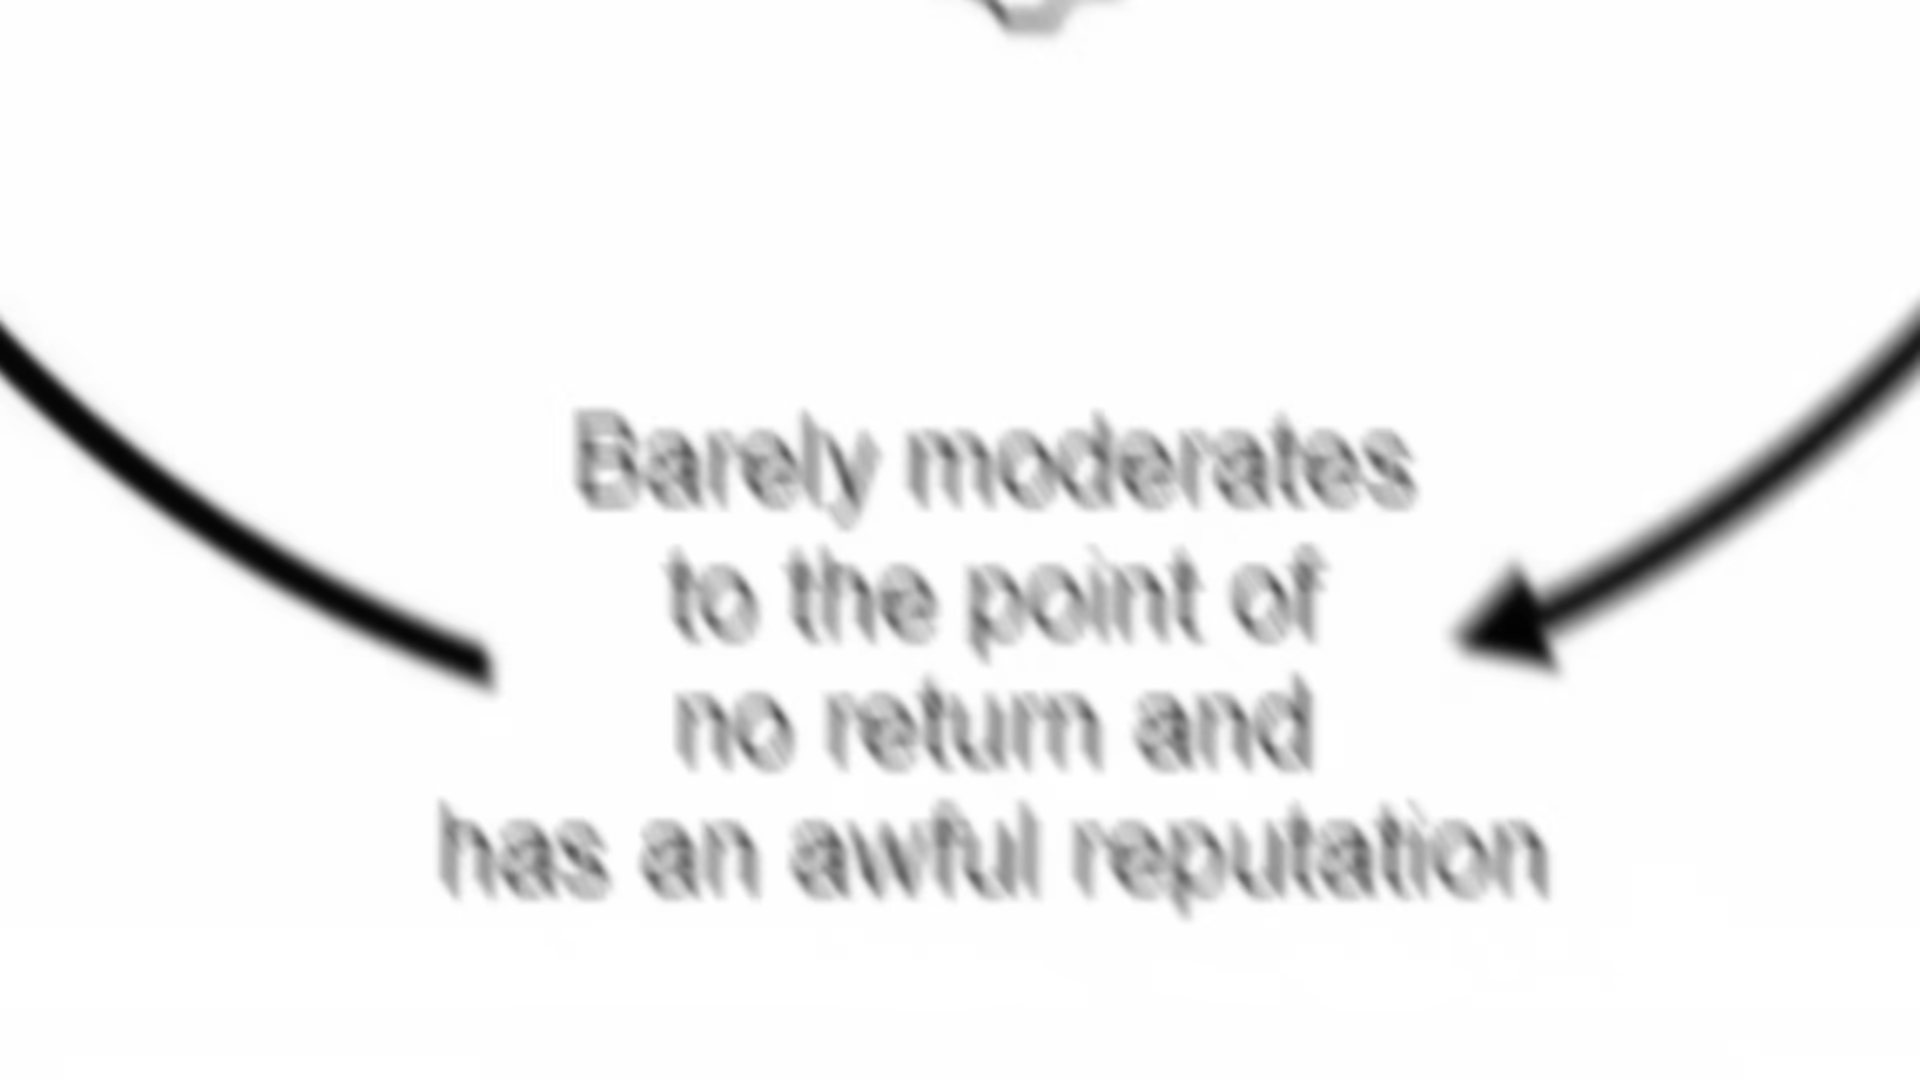 Barely moderates
to the point of
no return and
has an awful reputation